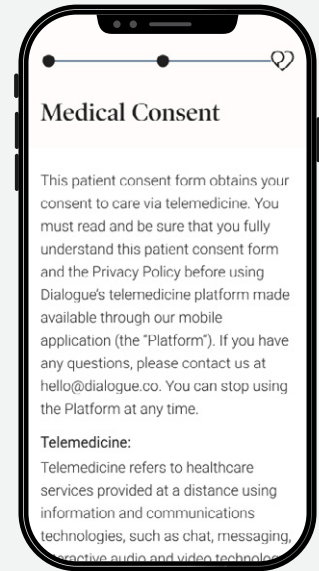 Medical Consent
This patient consent form obtains your
consent to care via telemedicine. You
must read and be sure that you fully
understand this patient consent form
and the Privacy Policy before using
Dialogue's telemedicine platform made
available through our mobile
application (the “Platform”). If you have
any questions, please contact us at
hello@dialogue.co. You can stop using
the Platform at any time.
Telemedicine:
Telemedicine refers to healthcare
services provided at a distance using
information and communications
technologies, such as chat, messaging,
interactive audio and video